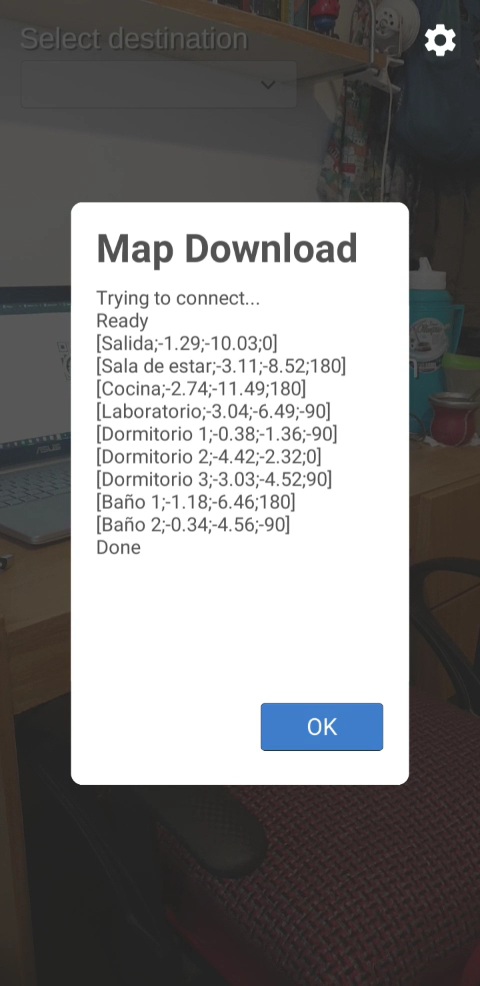 Select destination
Map Download
Trying to connect...
Ready
[Salida;-1.29;-10.03;0]
[Sala de estar;-3.11;-8.52;180]
[Cocina;-2.74;-11.49;180]
[Laboratorio;-3.04;-6.49;-90]
[Dormitorio 1;-0.38;-1.36;-90]
[Dormitorio 2;-4.42;-2.32;0]
[Dormitorio 3;-3.03;-4.52;90]
[Baño 1;-1.18;-6.46;180]
[Baño 2;-0.34;-4.56;-90]
Done
OK
ASUS